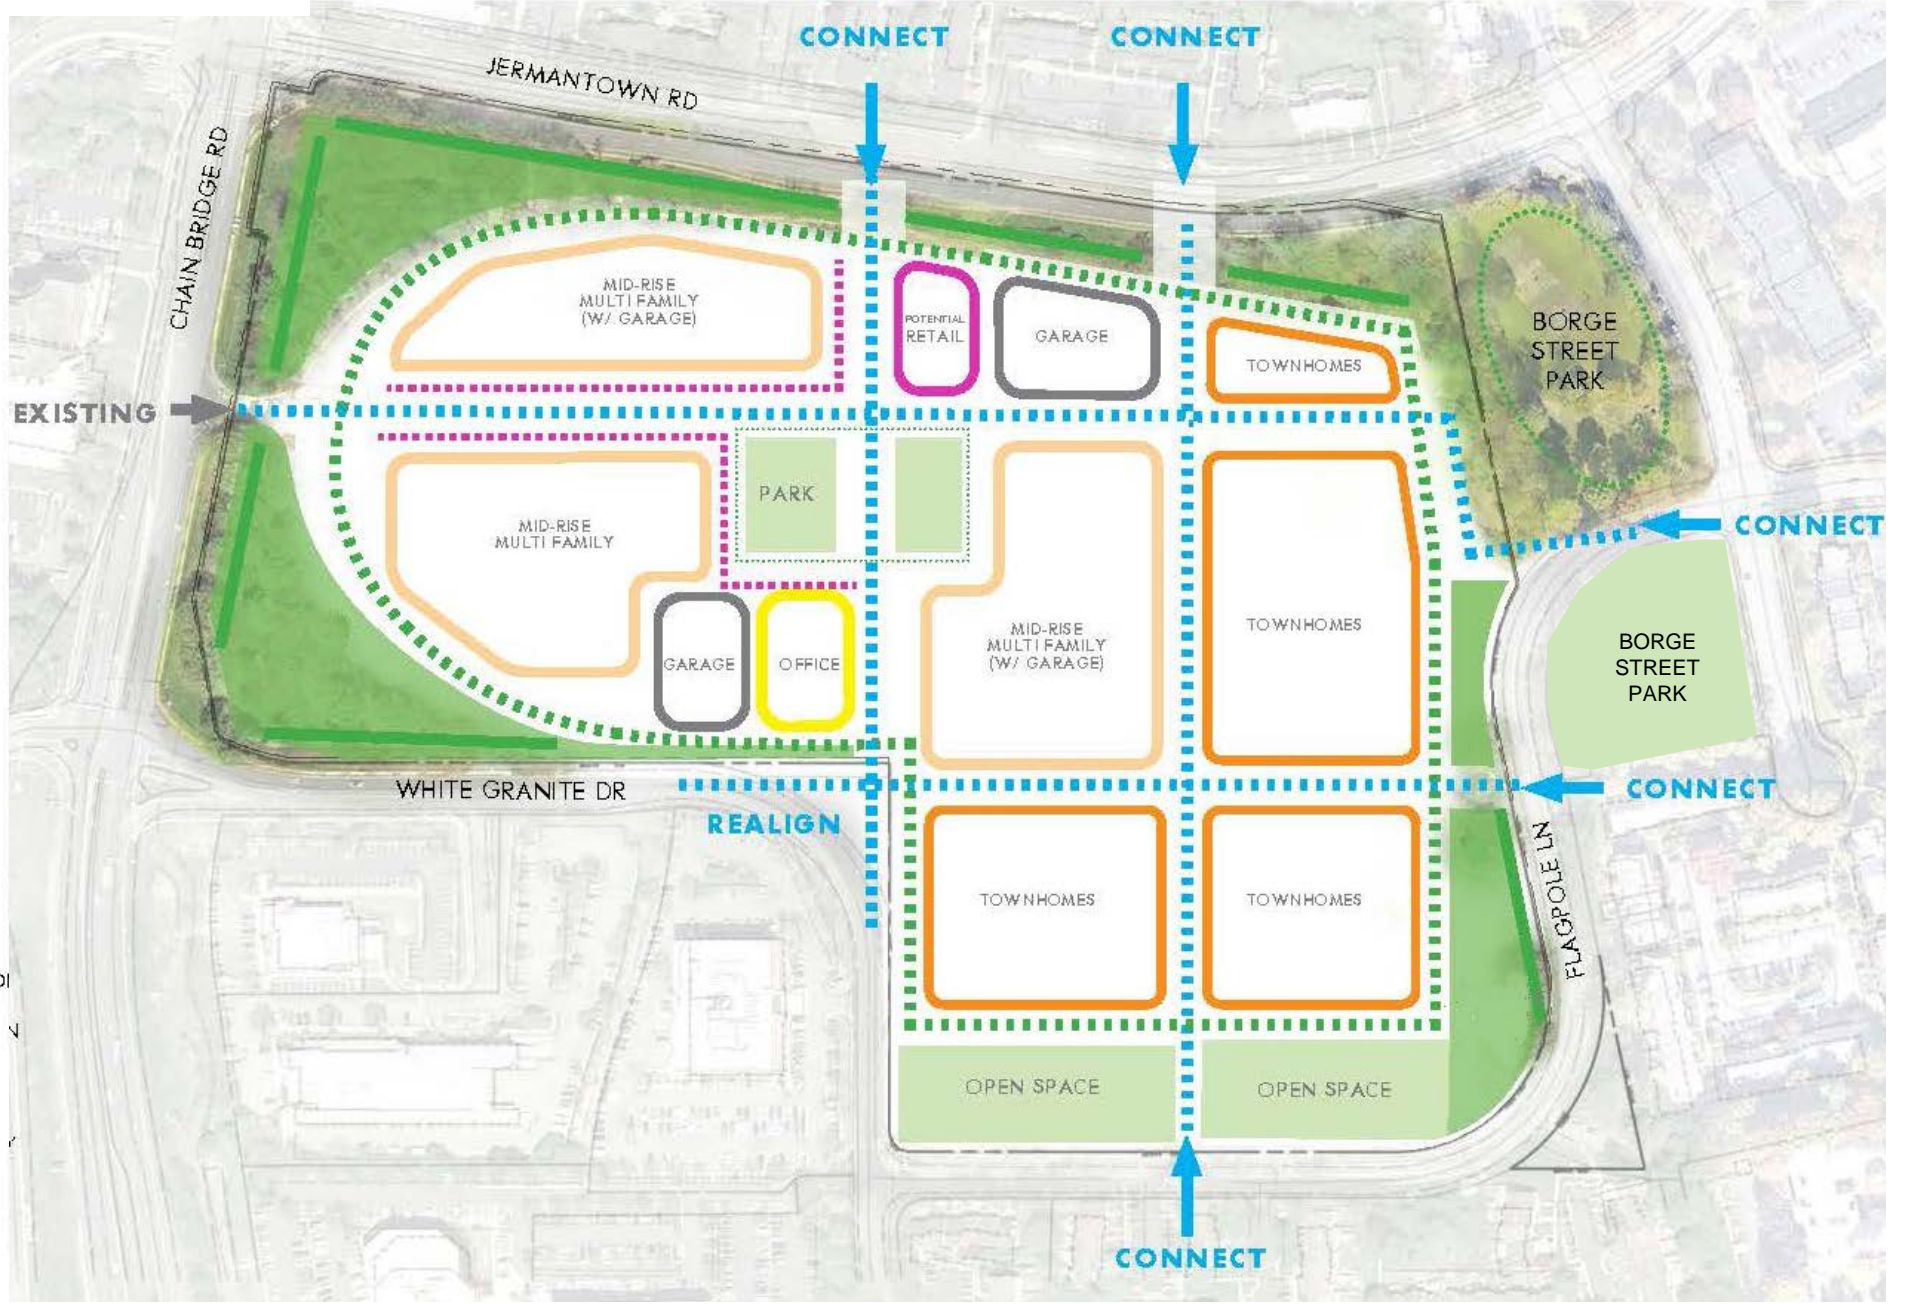 CONNECT
CONNECT
JERMANTOWN RD
CHAIN BRIDGE RD
MID-RISE
MULTI FAMILY
(W/ GARAGE)
POTENTIAL
RETAIL
GARAGE
TOWNHOMES
BORGE
STREET
PARK
EXISTING
PARK
MID-RISE
MULTI FAMILY
CONNECT
MID-RISE
MULTI FAMILY
(W/ GARAGE)
TOWNHOMES
BORGE
STREET
PARK
GARAGE
OFFICE
WHITE GRANITE DR
CONNECT
REALIGN
FLAGPOLE LN
TOWNHOMES
TOWNHOMES
OPEN SPACE
OPEN SPACE
CONNECT